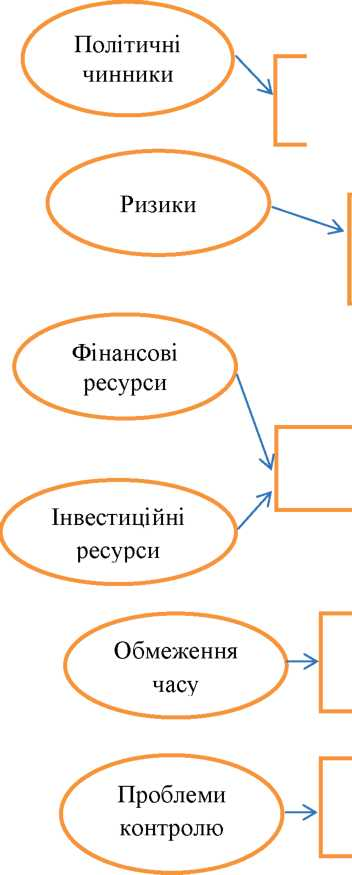 Політичні
чинники
Ризики
Фінансові
ресурси
Інвестиційні
ресурси
Обмеження
часу
Проблеми
контролю